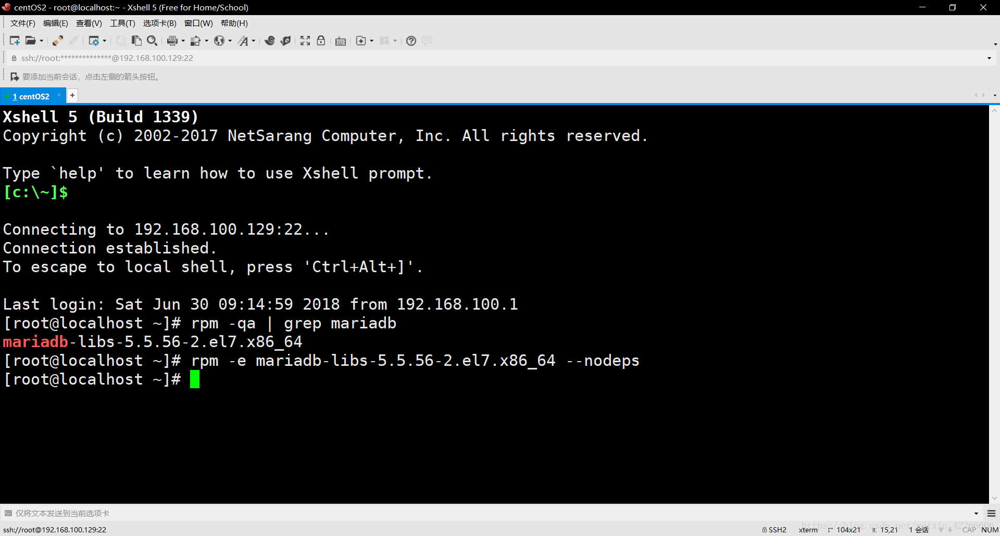 centOS2 - root@localhost:~ - Xshell 5 (Free for Home/School)
文件(F) 编辑(E) 查看(V) 工具(T) 选项卡(B) 窗口(W) 帮助(H)
ssh://root:**************@192.168.100.129:22
要添加当前会话，点击左侧的箭头按钮。
1 centOS2 × +
Xshell 5 (Build 1339)
Copyright (c) 2002-2017 NetSarang Computer, Inc. All rights reserved.
Type `help' to learn how to use Xshell prompt.
[c:\~]$
Connecting to 192.168.100.129:22...
Connection established.
To escape to local shell, press 'Ctrl+Alt+]'.
Last login: Sat Jun 30 09:14:59 2018 from 192.168.100.1
[root@localhost ~]# rpm -qa | grep mariadb
mariadb-libs-5.5.56-2.el7.x86_64
[root@localhost ~]# rpm -e mariadb-libs-5.5.56-2.el7.x86_64 --nodeps
[root@localhost ~]#
仅将文本发送到当前选项卡
https://blog.csdn.net/weixin_42266606
ssh://root@192.168.100.129:22 SSH2 xterm 104x21 15,21 1 会话 CAP NUM